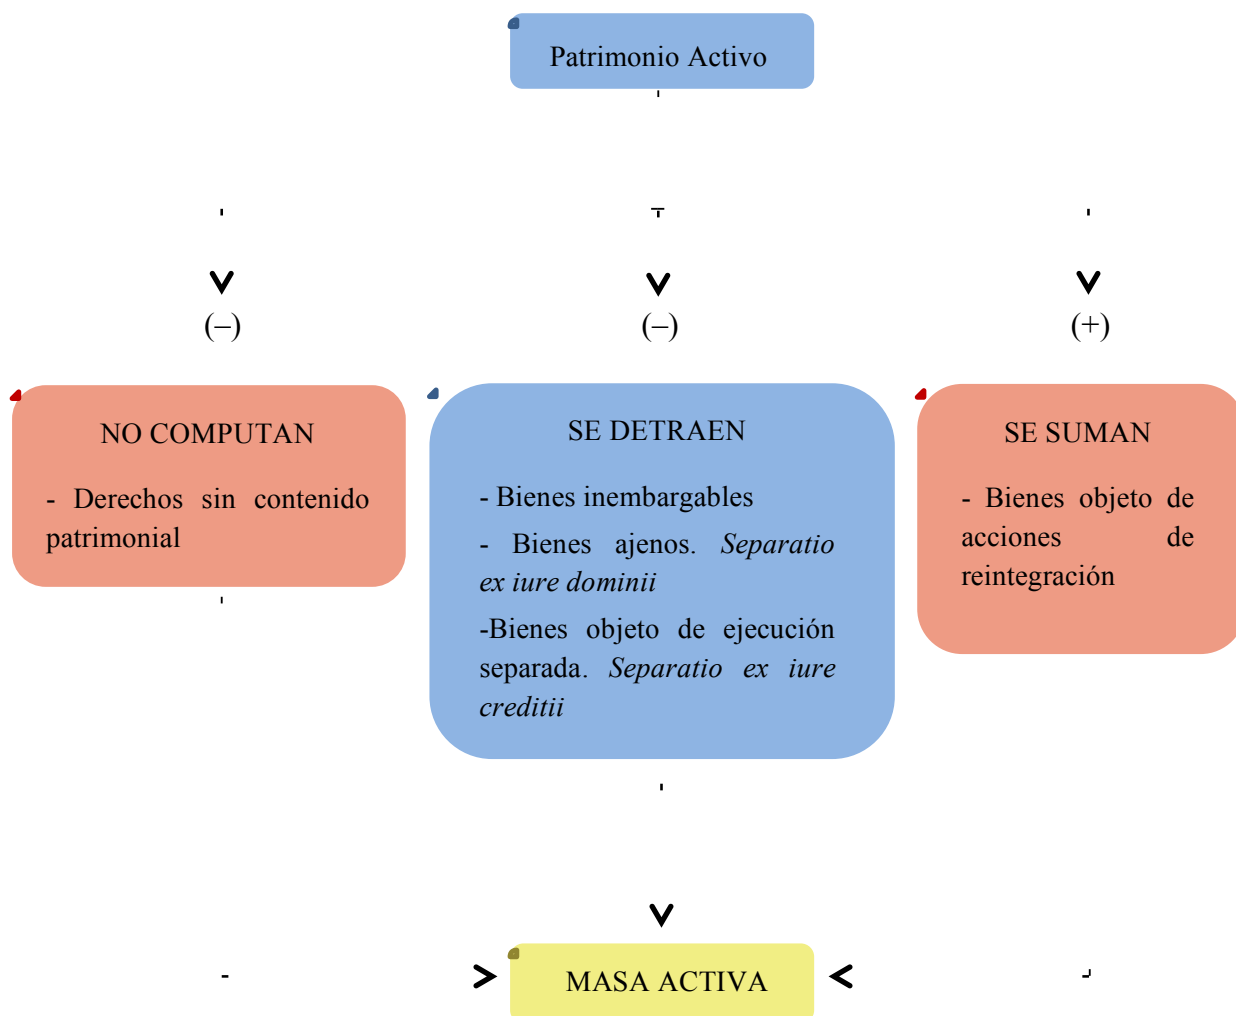 Patrimonio Activo
(–)
(–)
(+)
NO COMPUTAN
- Derechos sin contenido
patrimonial
SE DETRAEN
- Bienes inembargables
- Bienes ajenos. Separatio
ex iure dominii
-Bienes objeto de ejecución
separada. Separatio ex iure
creditii
SE SUMAN
- Bienes objeto de
acciones de
reintegración
MASA ACTIVA